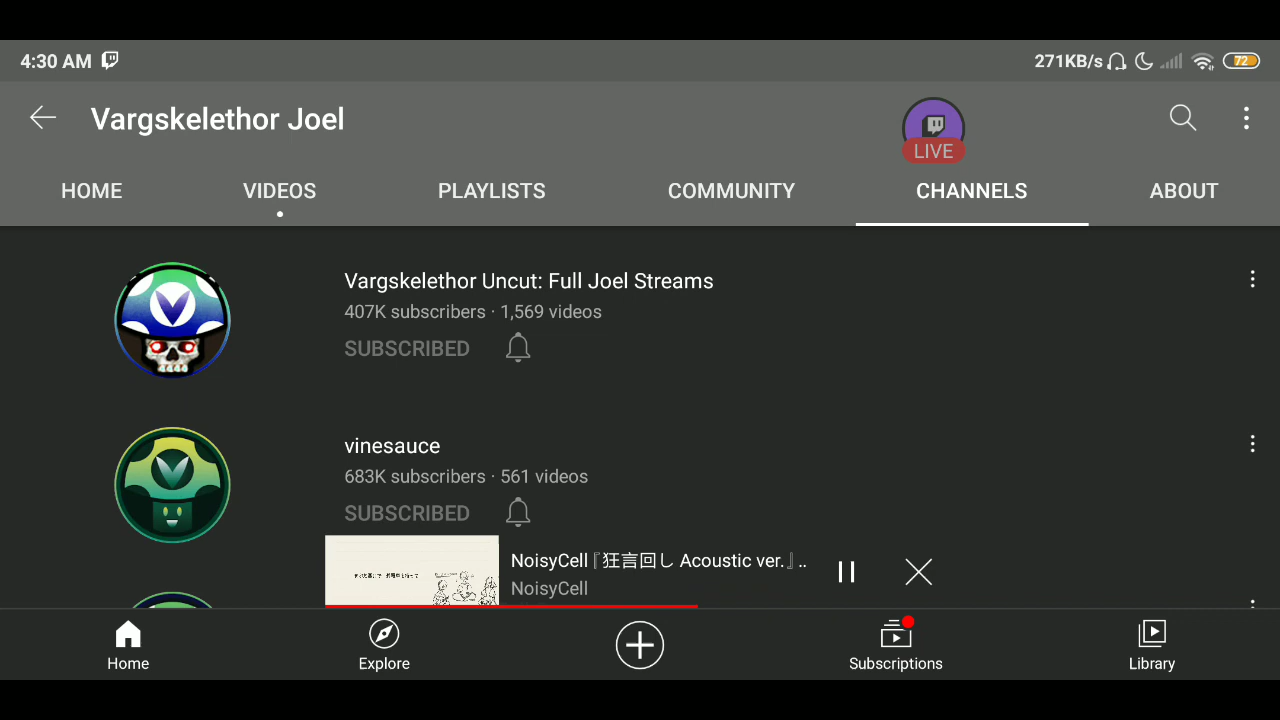 4:30 AM
271KB/s
72
Vargskelethor Joel
LIVE
HOME
VIDEOS
PLAYLISTS
COMMUNITY
CHANNELS
ABOUT
Vargskelethor Uncut: Full Joel Streams
407K subscribers · 1,569 videos
SUBSCRIBED
vinesauce
683K subscribers · 561 videos
SUBSCRIBED
NoisyCell『狂言回し Acoustic ver.』..
NoisyCell
Home
Explore
Subscriptions
Library